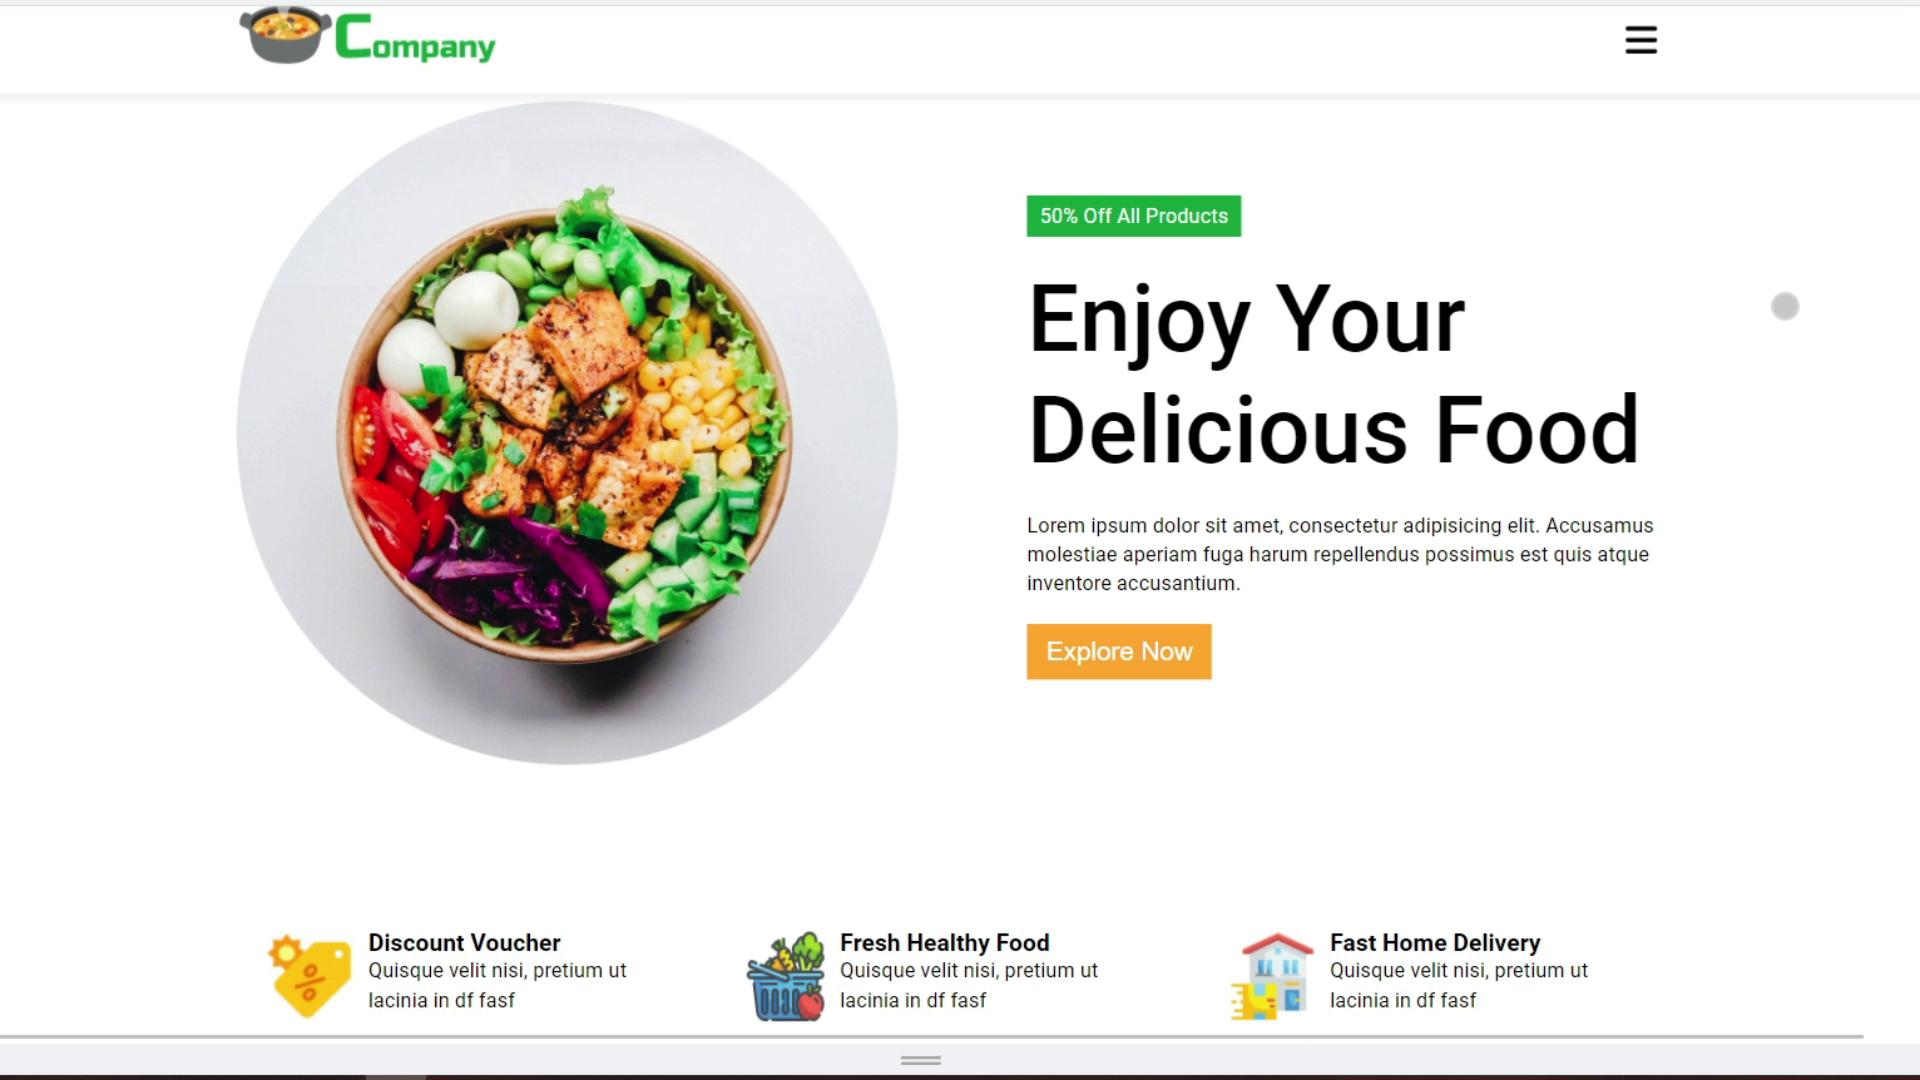 Company
50% Off All Products
Enjoy Your
Delicious Food
Lorem ipsum dolor sit amet, consectetur adipisicing elit. Accusamus
molestiae aperiam fuga harum repellendus possimus est quis atque
inventore accusantium.
Explore Now
Discount Voucher
Quisque velit nisi, pretium ut
lacinia in df fasf
Fresh Healthy Food
Quisque velit nisi, pretium ut
lacinia in df fasf
Fast Home Delivery
Quisque velit nisi, pretium ut
lacinia in df fasf